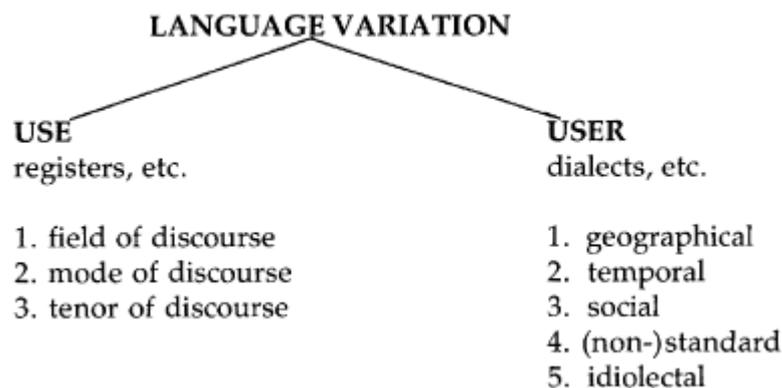 LANGUAGE VARIATION
USE
registers, etc.
1. field of discourse
2. mode of discourse
3. tenor of discourse
USER
dialects, etc.
1. geographical
2. temporal
3. social
4. (non-)standard
5. idiolectal